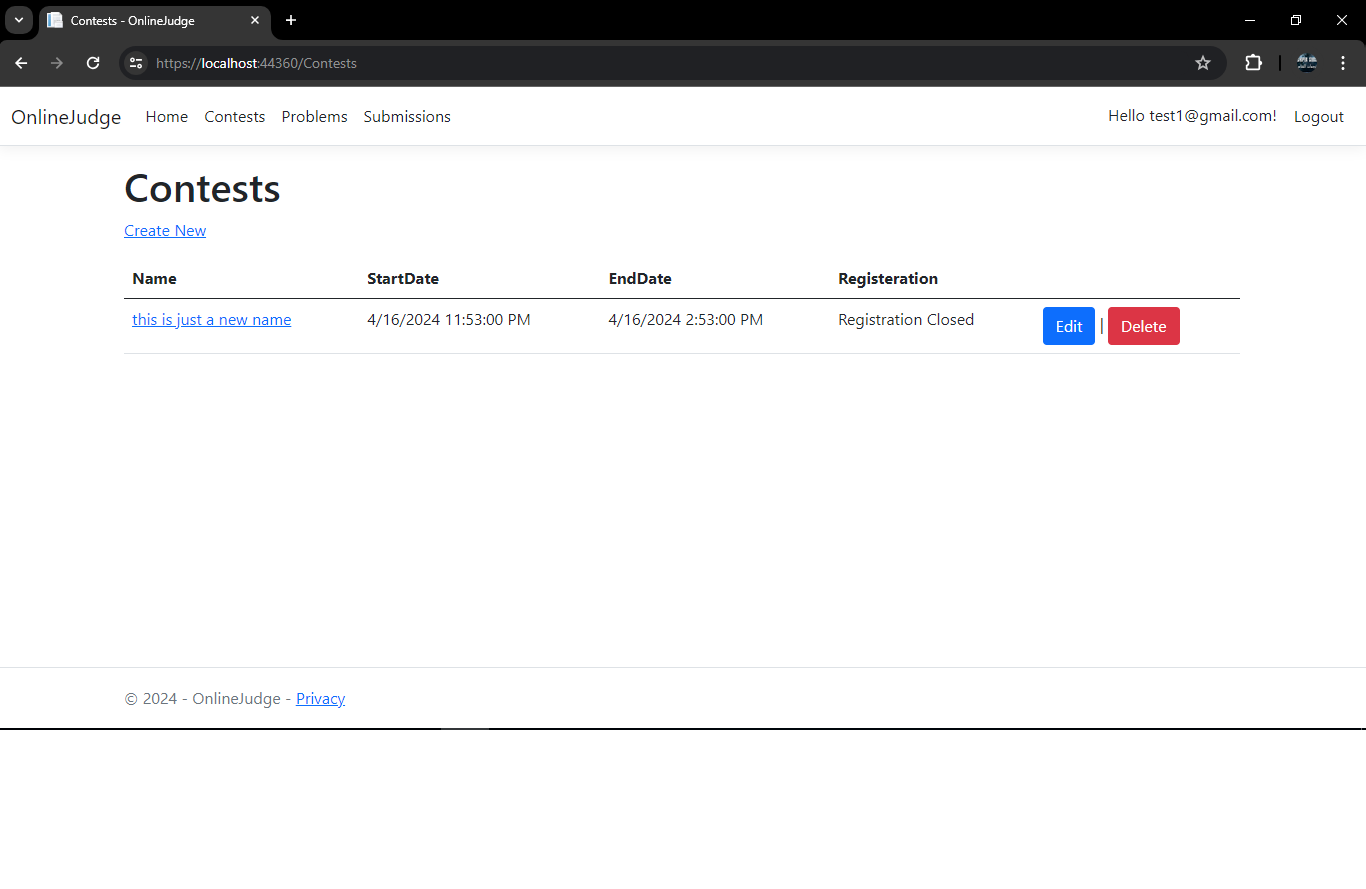 Contests - OnlineJudge
https://localhost:44360/Contests
OnlineJudge Home Contests Problems Submissions Hello test1@gmail.com! Logout
Contests
Create New
Name StartDate EndDate Registeration
this is just a new name 4/16/2024 11:53:00 PM 4/16/2024 2:53:00 PM Registration Closed Edit | Delete
© 2024 - OnlineJudge - Privacy